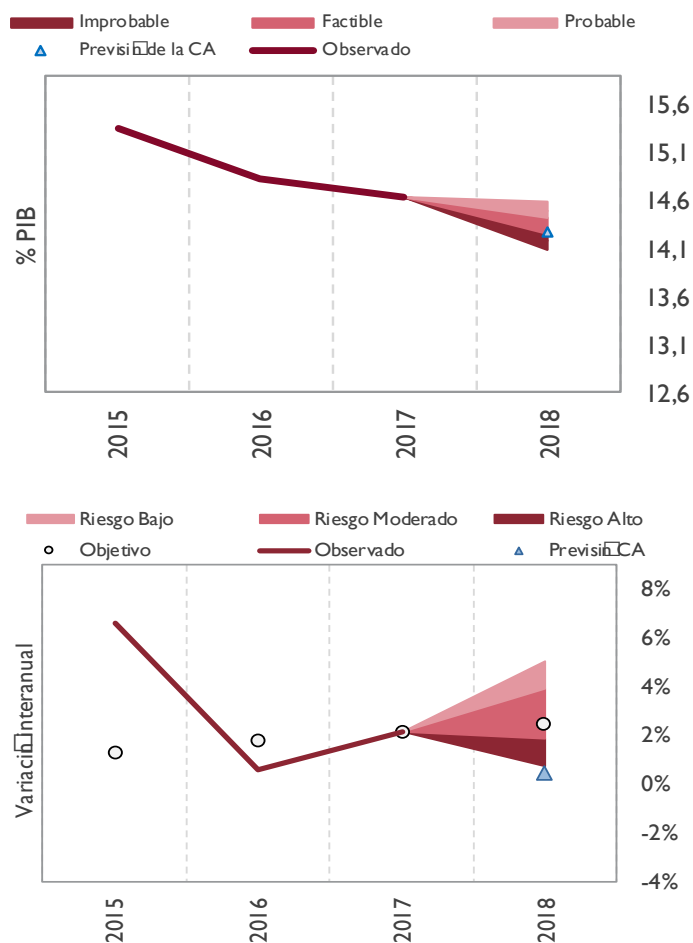 Improbable Factible Probable
Previsi□de la CA Observado
15,6
15,1
14,6
14,1
13,6
13,1
12,6
% PIB
2015 2016 2017 2018
Riesgo Bajo Riesgo Moderado Riesgo Alto
Objetivo Observado Previsin□CA
8%
6%
4%
2%
0%
-2%
-4%
Variaci□Interanual
2015 2016 2017 2018